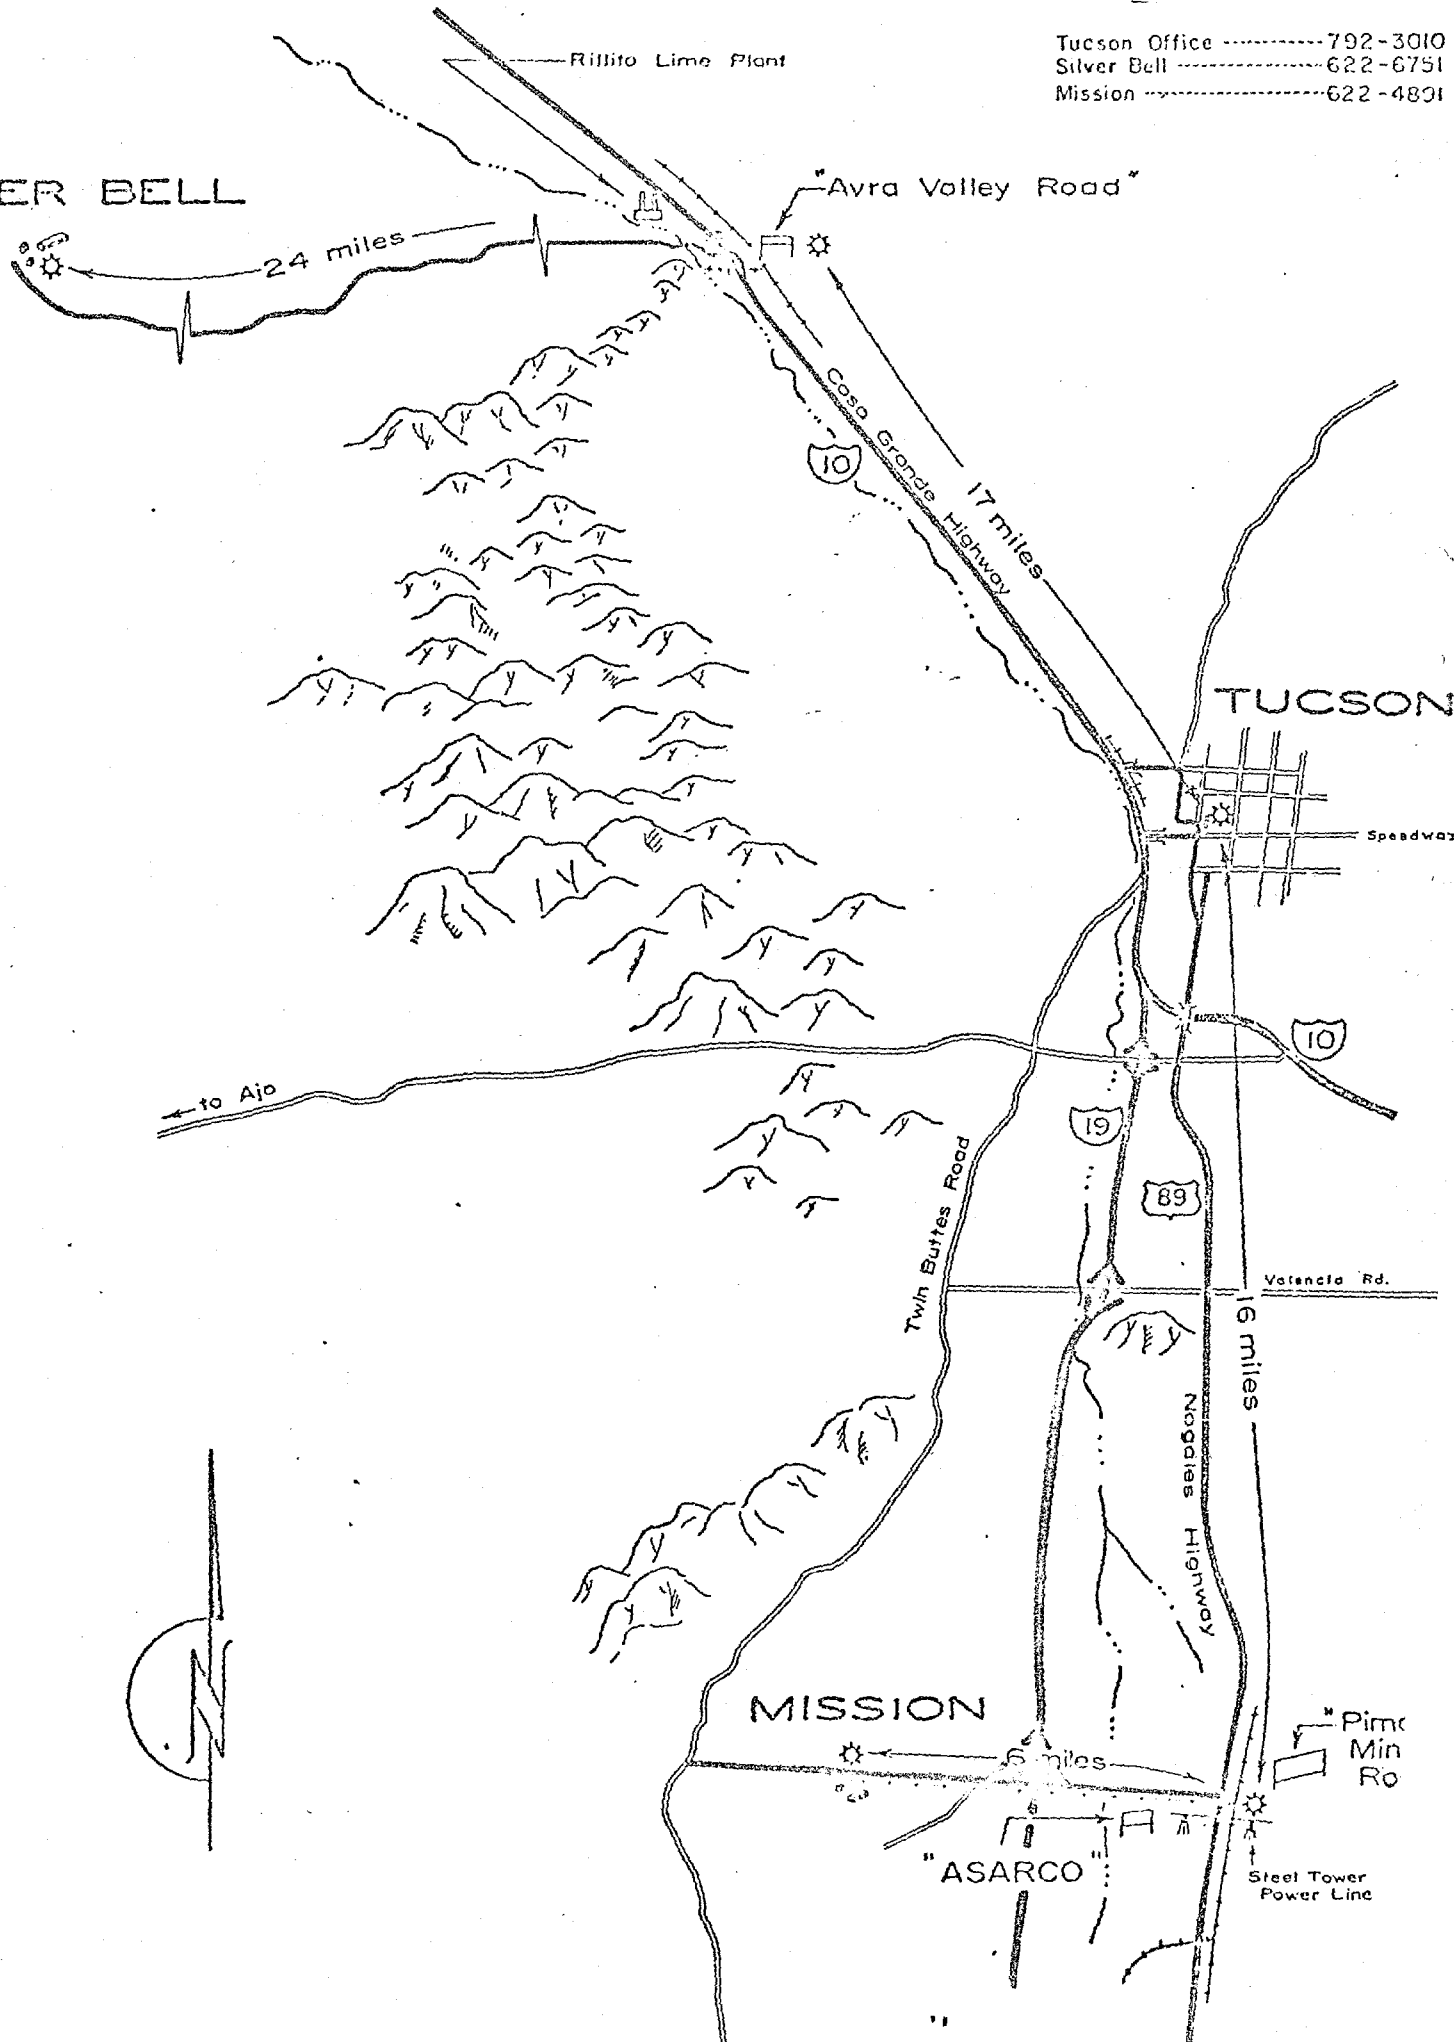 Tucson Office ----------- 792-3010
Silver Bell ---------------- 622-6751
Mission -------------------- 622-4891
Rillito Lime Plant
ER BELL
"Avra Valley Road"
24 miles
Casa Grande Highway
10
17 miles
TUCSON
Speedway
10
← to Ajo
19
89
Twin Buttes Road
Valencia Rd.
16 miles
Nogales Highway
N
MISSION
6 miles
"Pima
Min
Ro
"ASARCO"
Steel Tower
Power Line